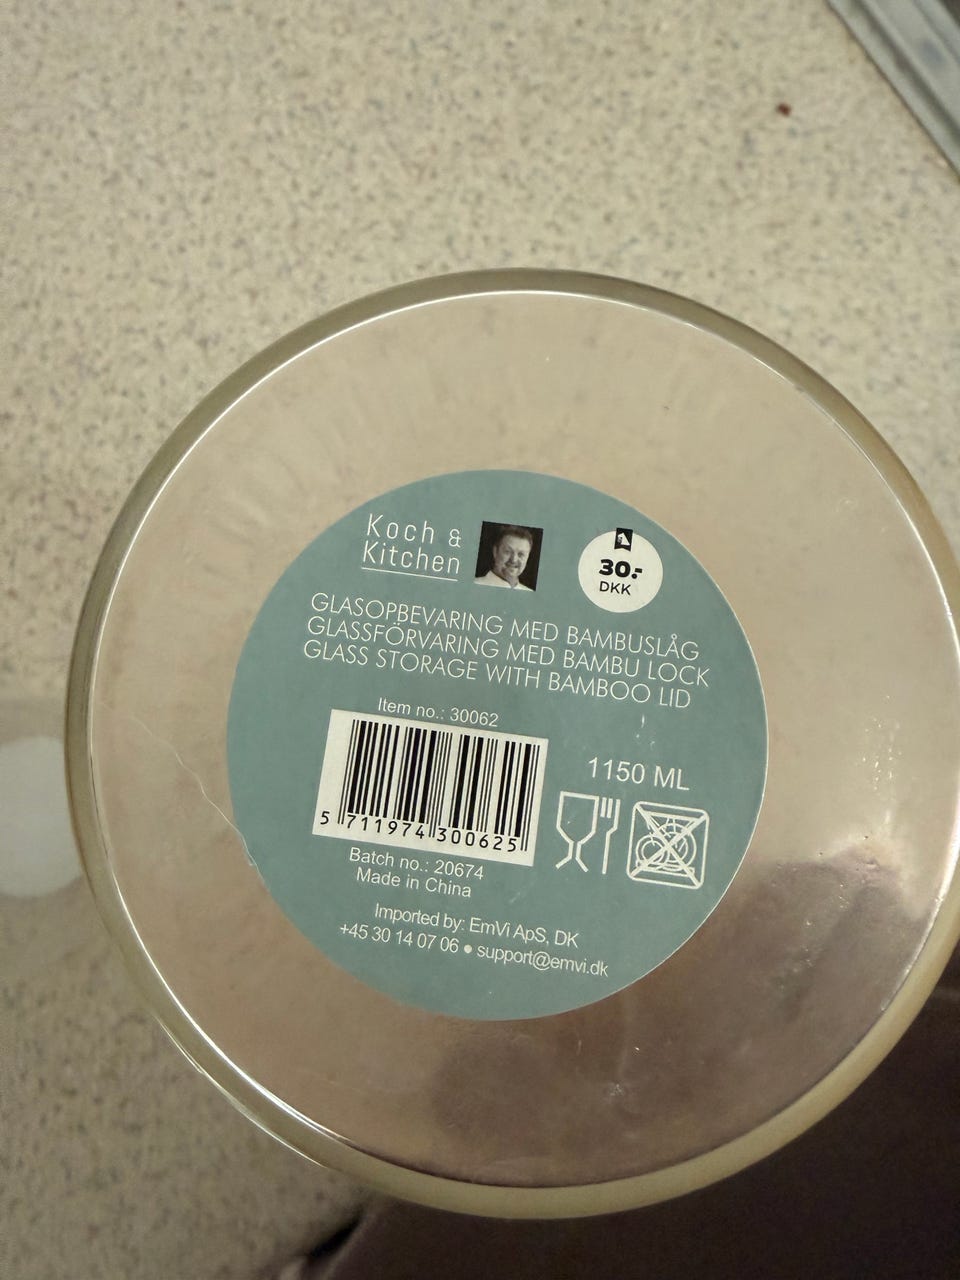 Koch &
Kitchen
30.-
DKK
GLASOPBEVARING MED BAMBUSLÅG
GLASSFÖRVARING MED BAMBU LOCK
GLASS STORAGE WITH BAMBOO LID
Item no.: 30062
5 711974 300625
1150 ML
Batch no.: 20674
Made in China
Imported by: EmVi ApS, DK
+45 30 14 07 06 ● support@emvi.dk